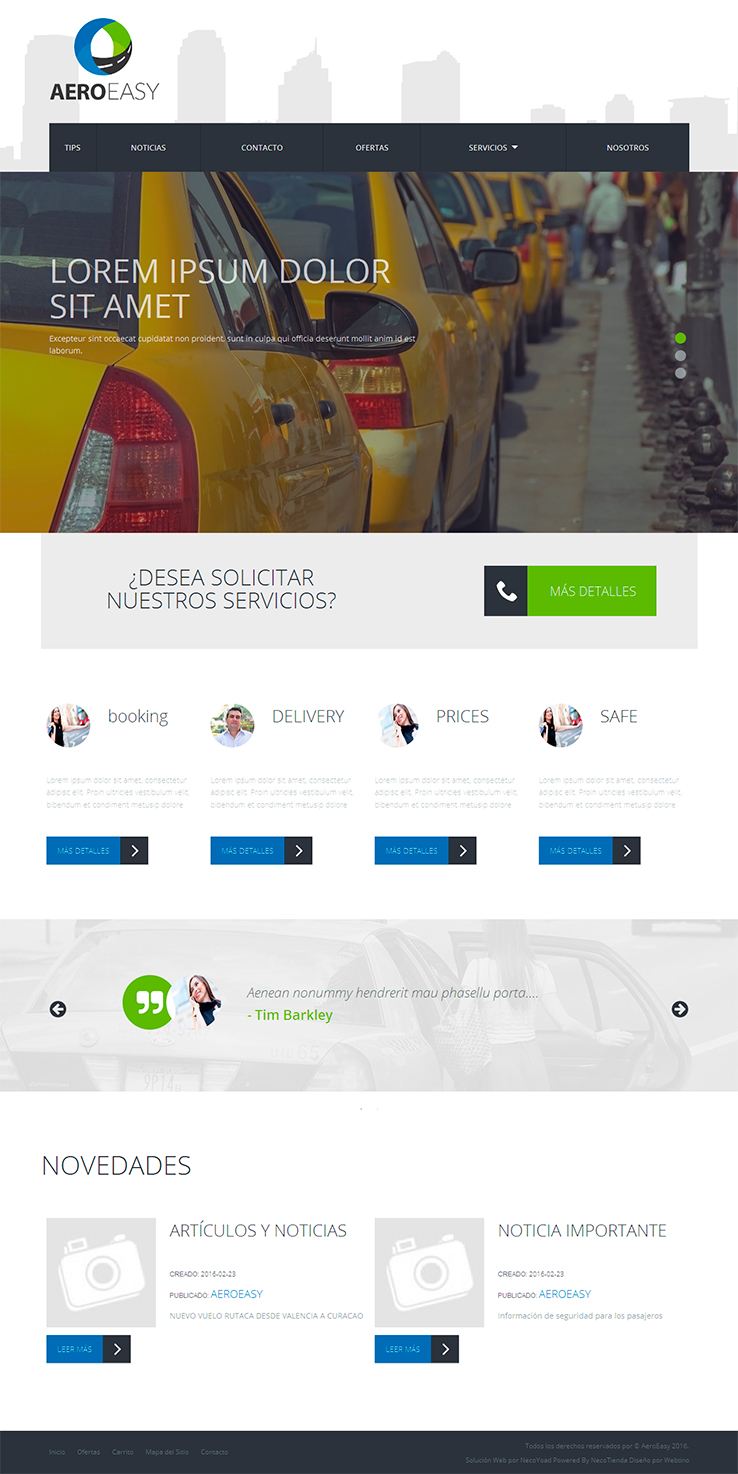 AEROEASY
TIPS
NOTICIAS
CONTACTO
OFERTAS
SERVICIOS
NOSOTROS
LOREM IPSUM DOLOR
SIT AMET
Excepteur sint occaecat cupidatat non proident, sunt in culpa qui officia deserunt mollit anim id est
laborum.
¿DESEA SOLICITAR
NUESTROS SERVICIOS?
MÁS DETALLES
booking
Lorem ipsum dolor sit amet, consectetur
adipisc elit. Proin ultricies vestibulum velit,
bibendum et condiment metusip dolore
MÁS DETALLES
DELIVERY
Lorem ipsum dolor sit amet, consectetur
adipisc elit. Proin ultricies vestibulum velit,
bibendum et condiment metusip dolore
MÁS DETALLES
PRICES
Lorem ipsum dolor sit amet, consectetur
adipisc elit. Proin ultricies vestibulum velit,
bibendum et condiment metusip dolore
MÁS DETALLES
SAFE
Lorem ipsum dolor sit amet, consectetur
adipisc elit. Proin ultricies vestibulum velit,
bibendum et condiment metusip dolore
MÁS DETALLES
Aenean nonummy hendrerit mau phasellu porta....
- Tim Barkley
NOVEDADES
ARTÍCULOS Y NOTICIAS
CREADO: 2016-02-23
PUBLICADO: AEROEASY
NUEVO VUELO RUTACA DESDE VALENCIA A CURACAO
LEER MÁS
NOTICIA IMPORTANTE
CREADO: 2016-02-23
PUBLICADO: AEROEASY
Información de seguridad para los pasajeros
LEER MÁS
Inicio
Ofertas
Carrito
Mapa del Sitio
Contacto
Todos los derechos reservados por © AeroEasy 2016.
Solución Web por NecoYoad Powered By NecoTienda Diseño por